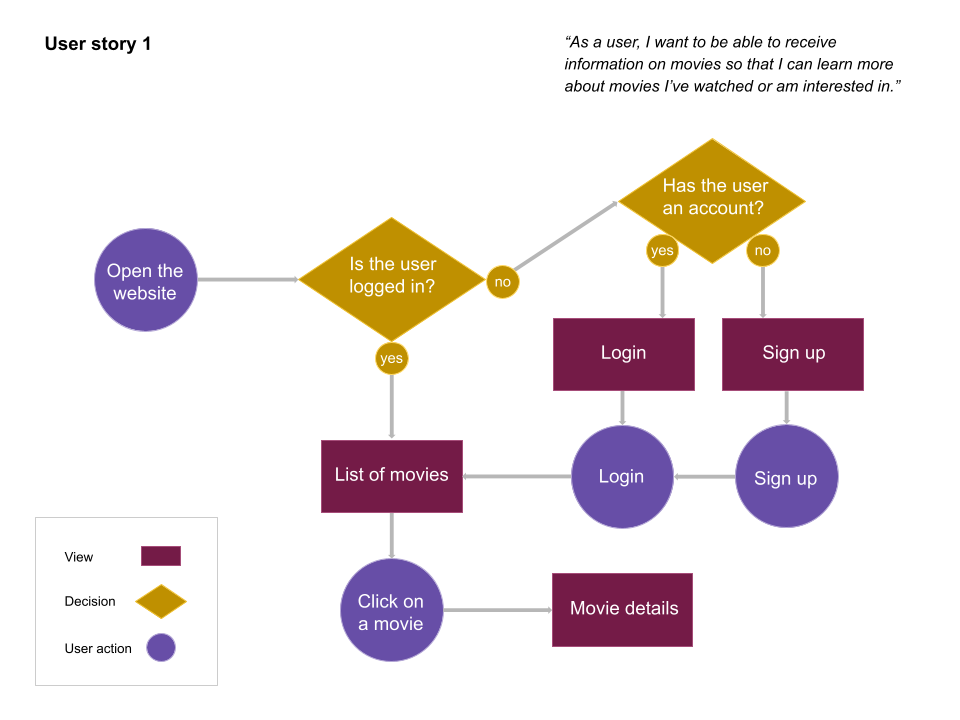 User story 1
“As a user, I want to be able to receive
information on movies so that I can learn more
about movies I’ve watched or am interested in.”
Has the user
an account?
yes
no
Open the
website
Is the user
logged in?
no
yes
Login
Sign up
List of movies
Login
Sign up
Click on
a movie
Movie details
View
Decision
User action